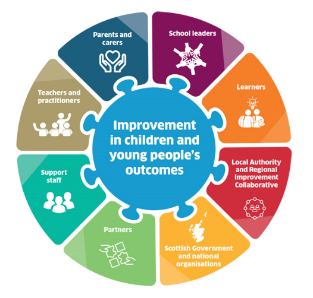 Improvement
in children and
young people's
outcomes
School leaders
Learners
Local Authority
and Regional
Improvement
Collaborative
Scottish Government
and national
organisations
Partners
Support
staff
Teachers and
practitioners
Parents and
carers